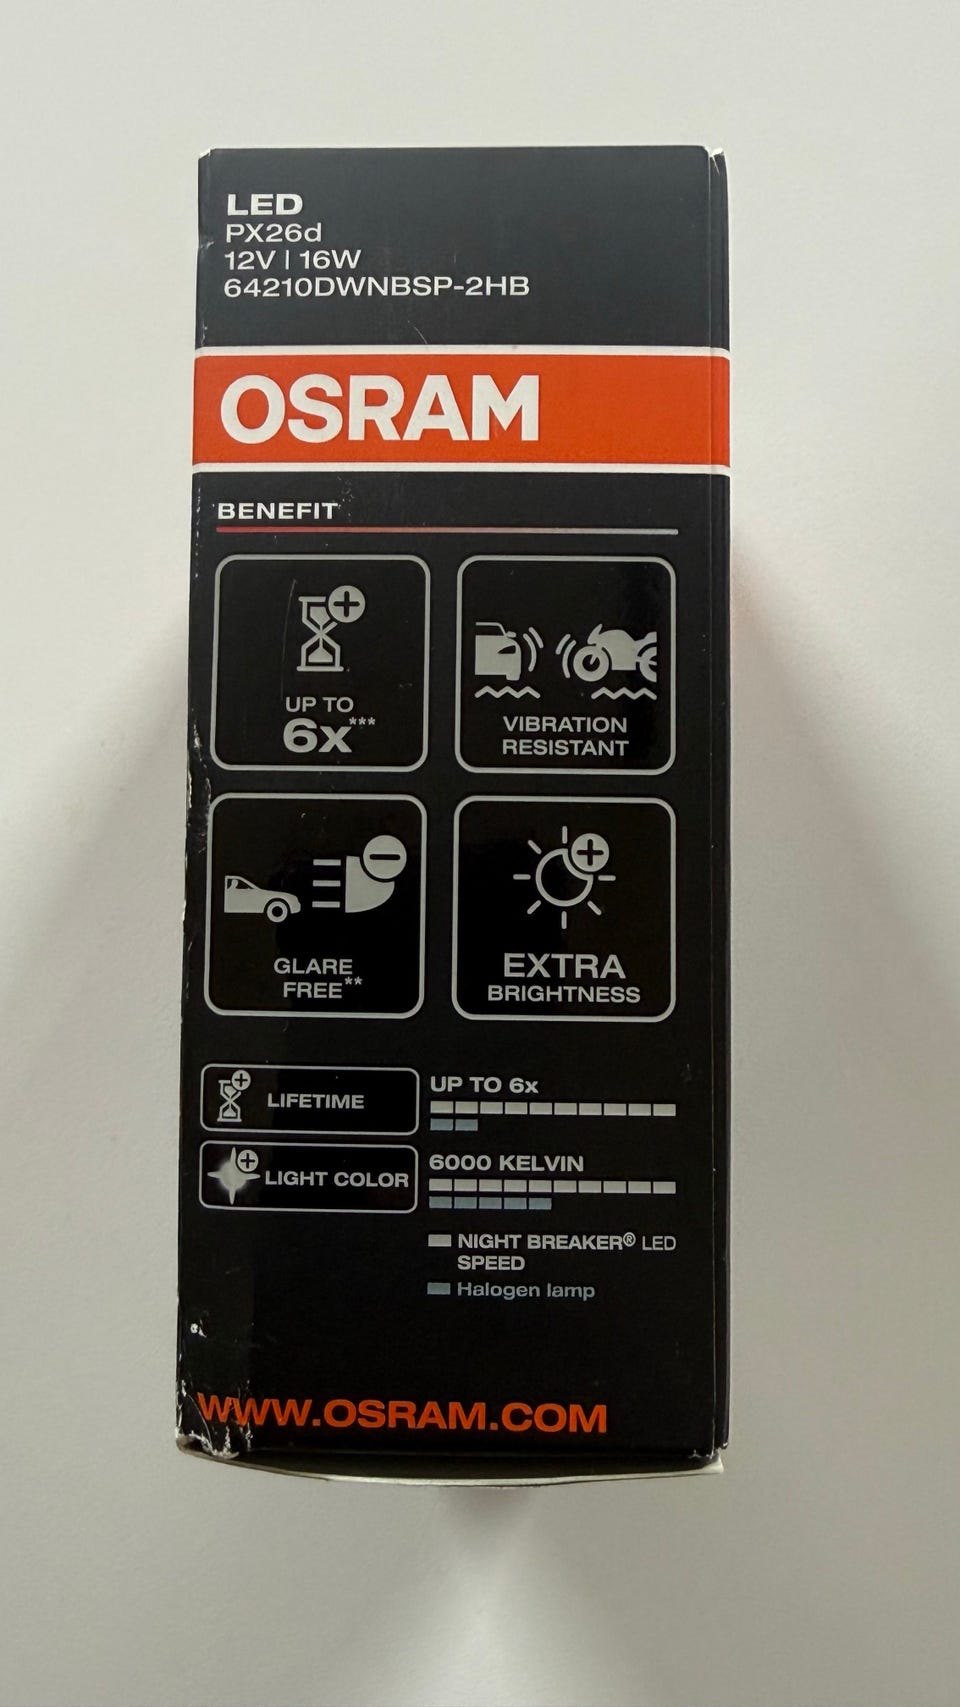 LED
PX26d
12V | 16W
64210DWNBSP-2HB
OSRAM
BENEFIT
UP TO
6x***
VIBRATION
RESISTANT
GLARE
FREE**
EXTRA
BRIGHTNESS
LIFETIME
UP TO 6x
LIGHT COLOR
6000 KELVIN
NIGHT BREAKER® LED
SPEED
Halogen lamp
WWW.OSRAM.COM